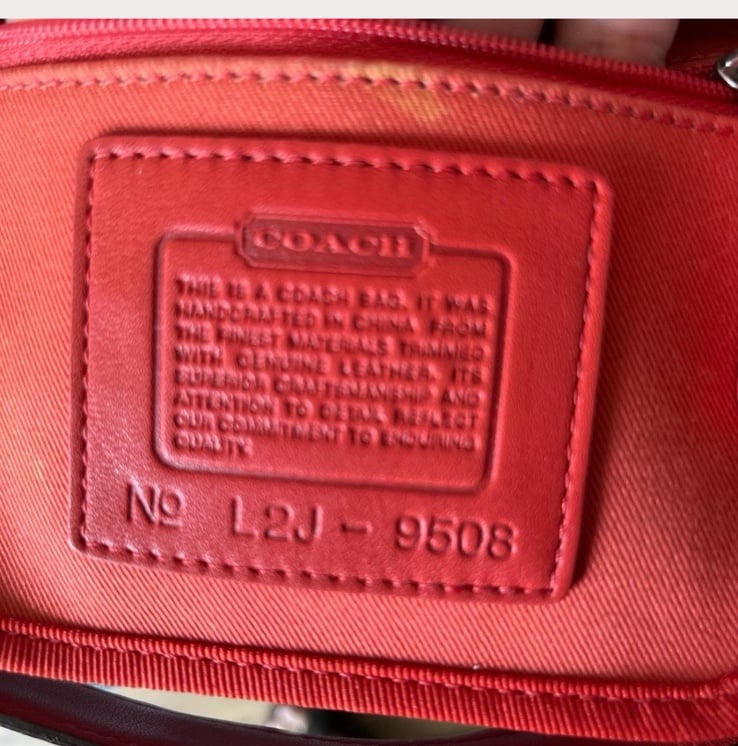 COACH
THIS IS A COACH BAG. IT WAS
HANDCRAFTED IN CHINA FROM
THE FINEST MATERIALS TRIMMED
WITH GENUINE LEATHER. ITS
SUPERIOR CRAFTSMANSHIP AND
ATTENTION TO DETAIL REFLECT
OUR COMMITMENT TO ENDURING
QUALITY.
Nº L2J - 9508